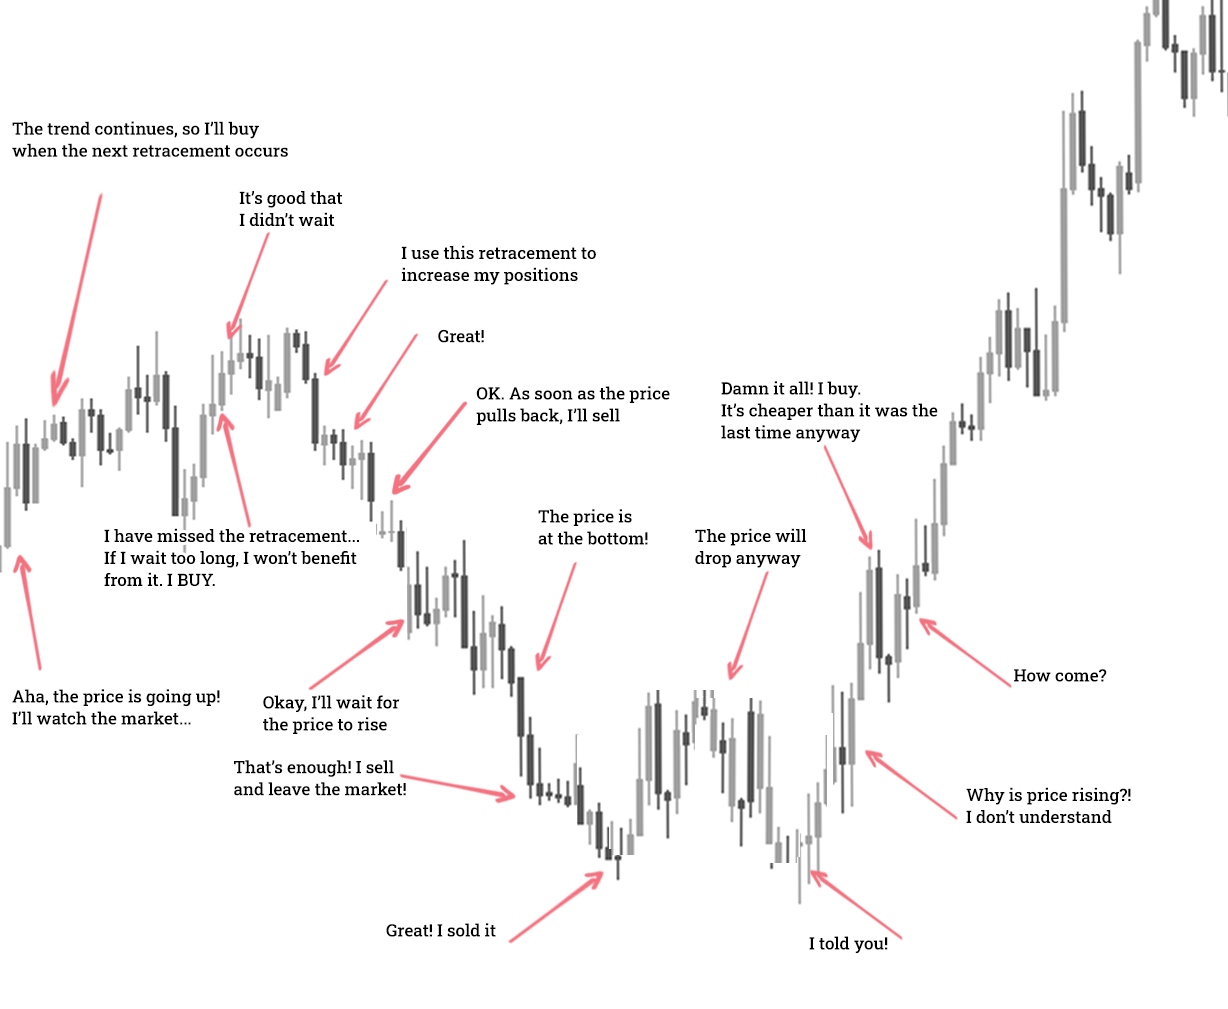 The trend continues, so I'll buy
when the next retracement occurs
It's good that
I didn't wait
I use this retracement to
increase my positions
Great!
OK. As soon as the price
pulls back, I'll sell
Damn it all! I buy.
It's cheaper than it was the
last time anyway
I have missed the retracement...
If I wait too long, I won't benefit
from it. I BUY.
The price is
at the bottom!
The price will
drop anyway
Aha, the price is going up!
I'll watch the market...
Okay, I'll wait for
the price to rise
How come?
That's enough! I sell
and leave the market!
Why is price rising?!
I don't understand
Great! I sold it
I told you!